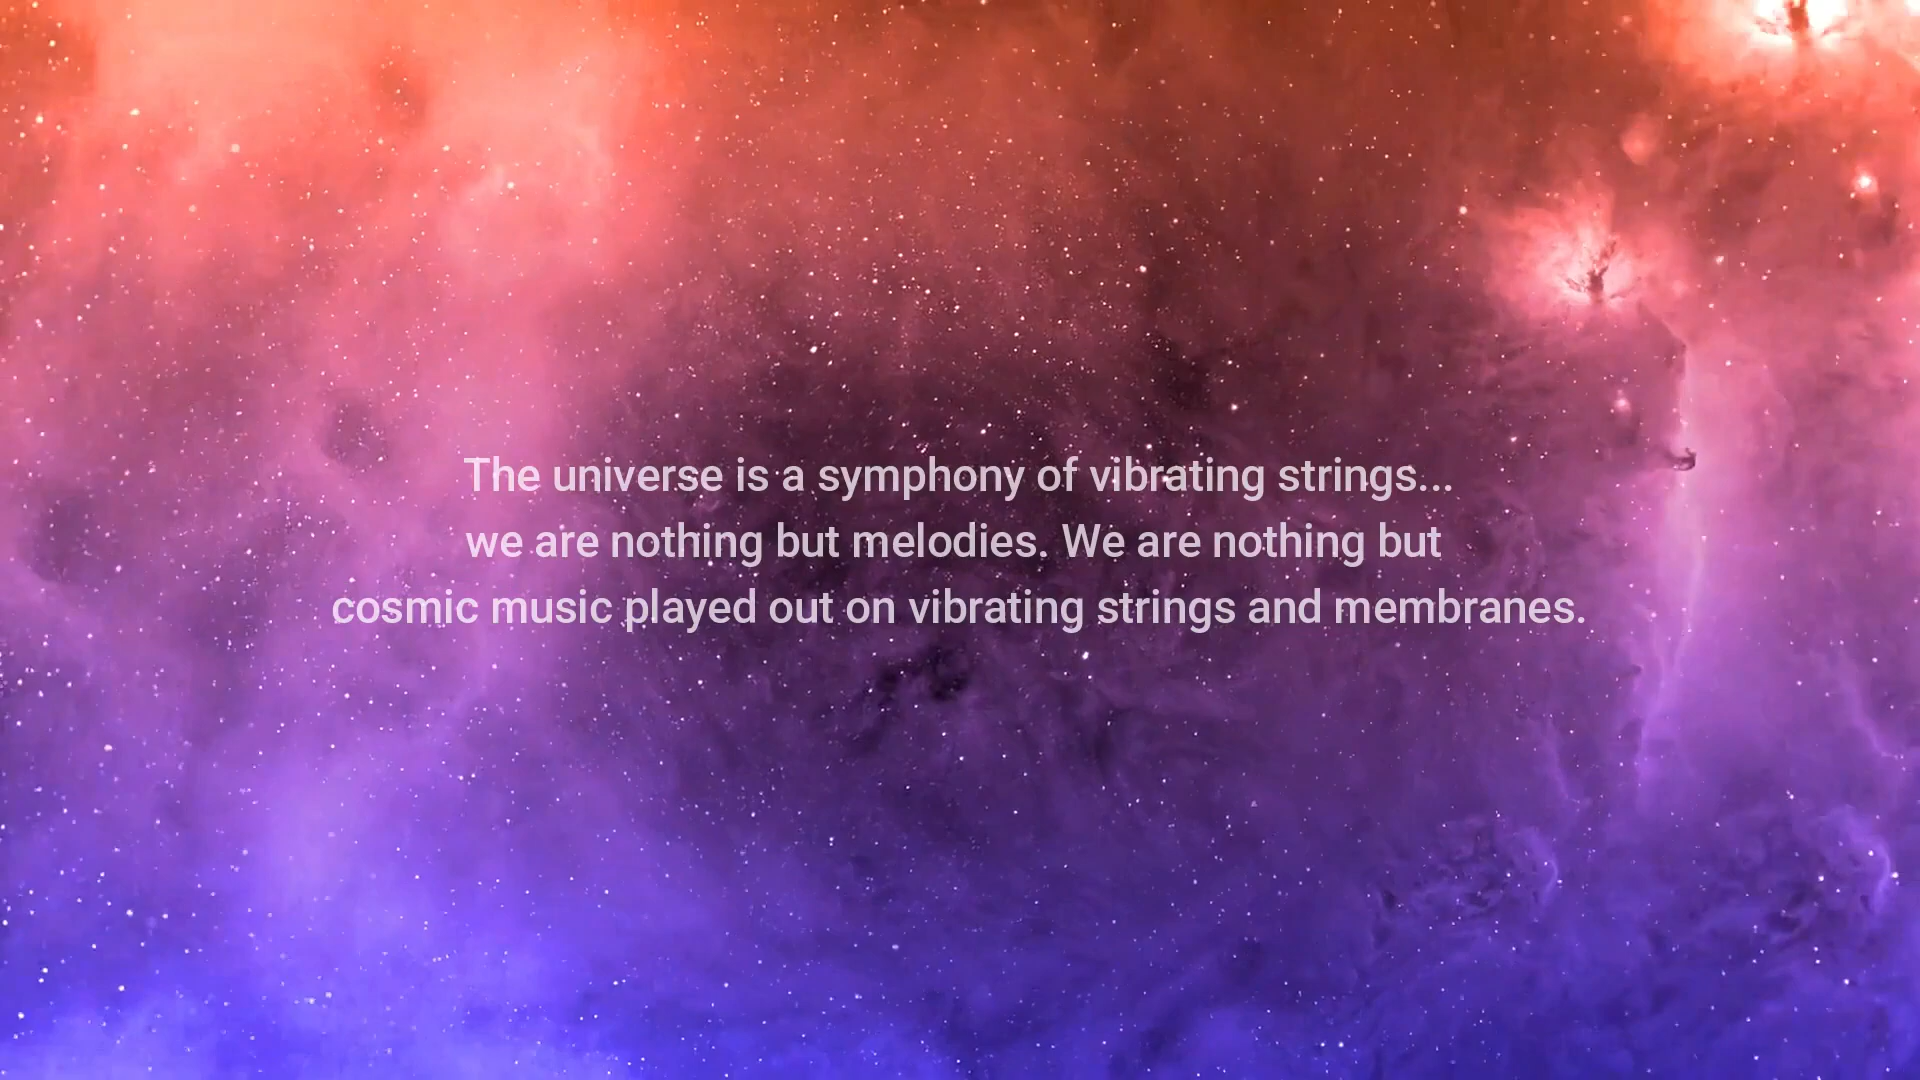 The universe is a symphony of vibrating strings...
we are nothing but melodies. We are nothing but
cosmic music played out on vibrating strings and membranes.